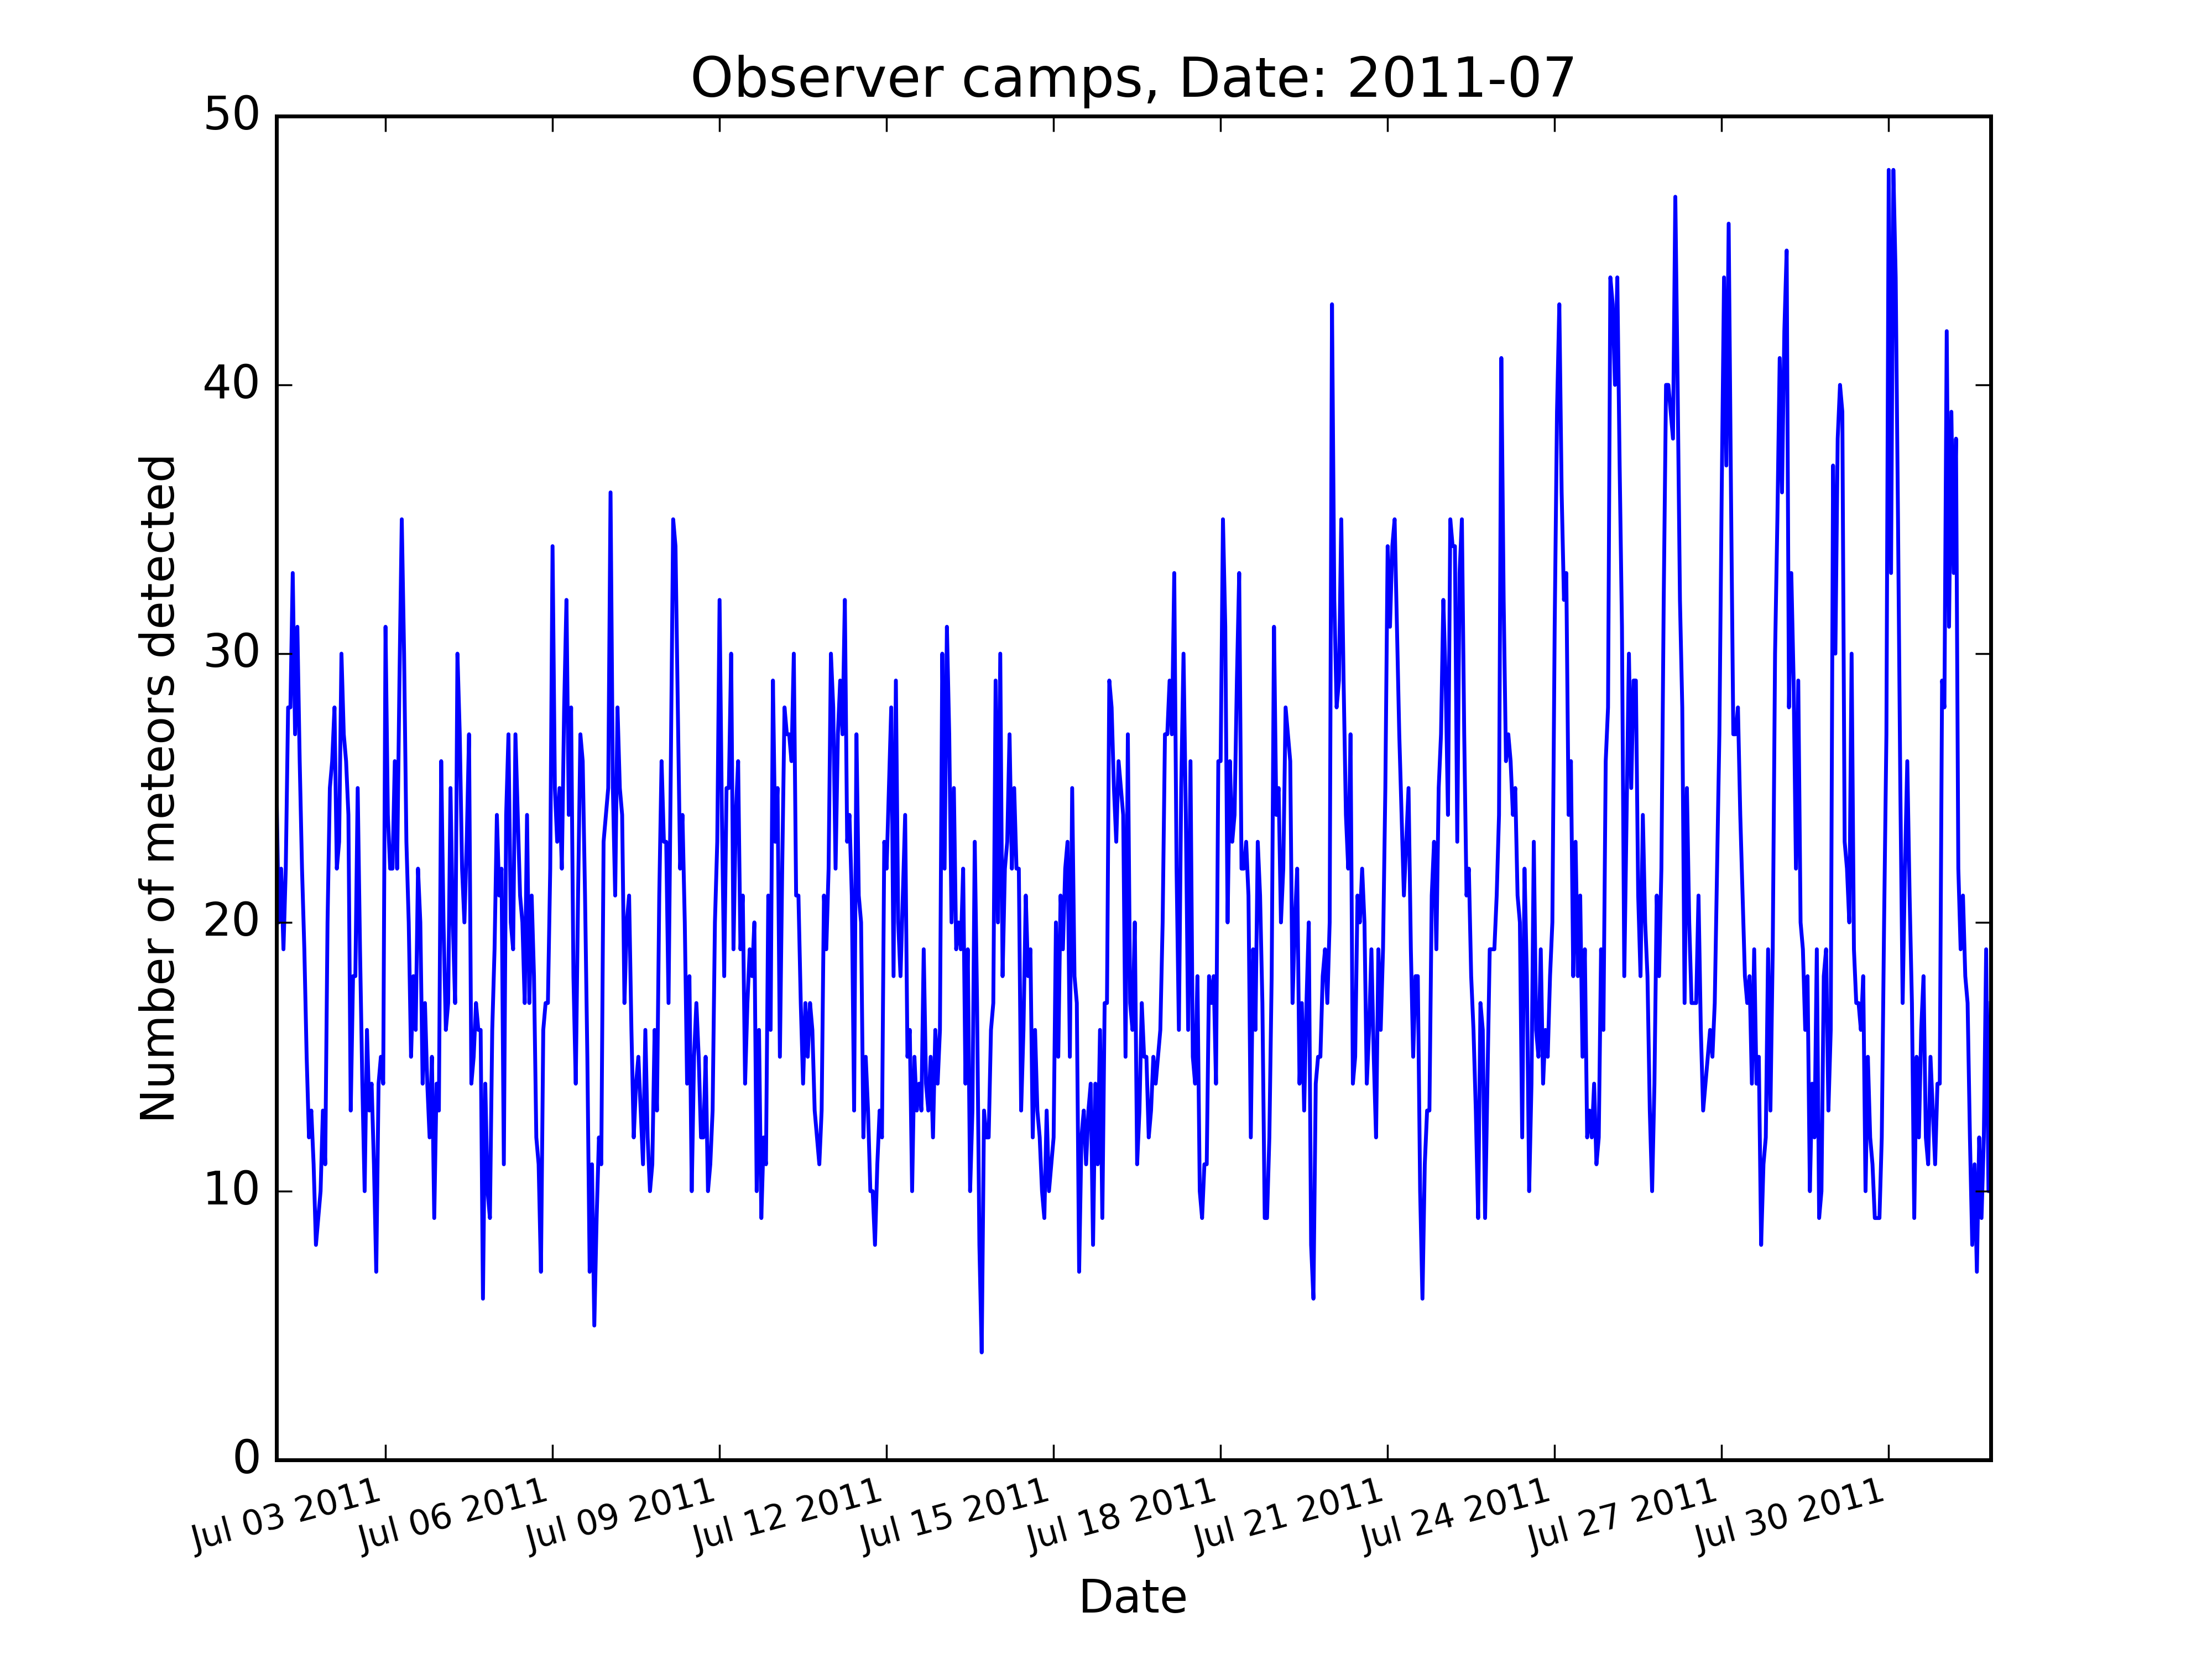 Observer camps, Date: 2011-07
50
40
30
20
10
0
Number of meteors detected
Jul 03 2011
Jul 06 2011
Jul 09 2011
Jul 12 2011
Jul 15 2011
Jul 18 2011
Jul 21 2011
Jul 24 2011
Jul 27 2011
Jul 30 2011
Date